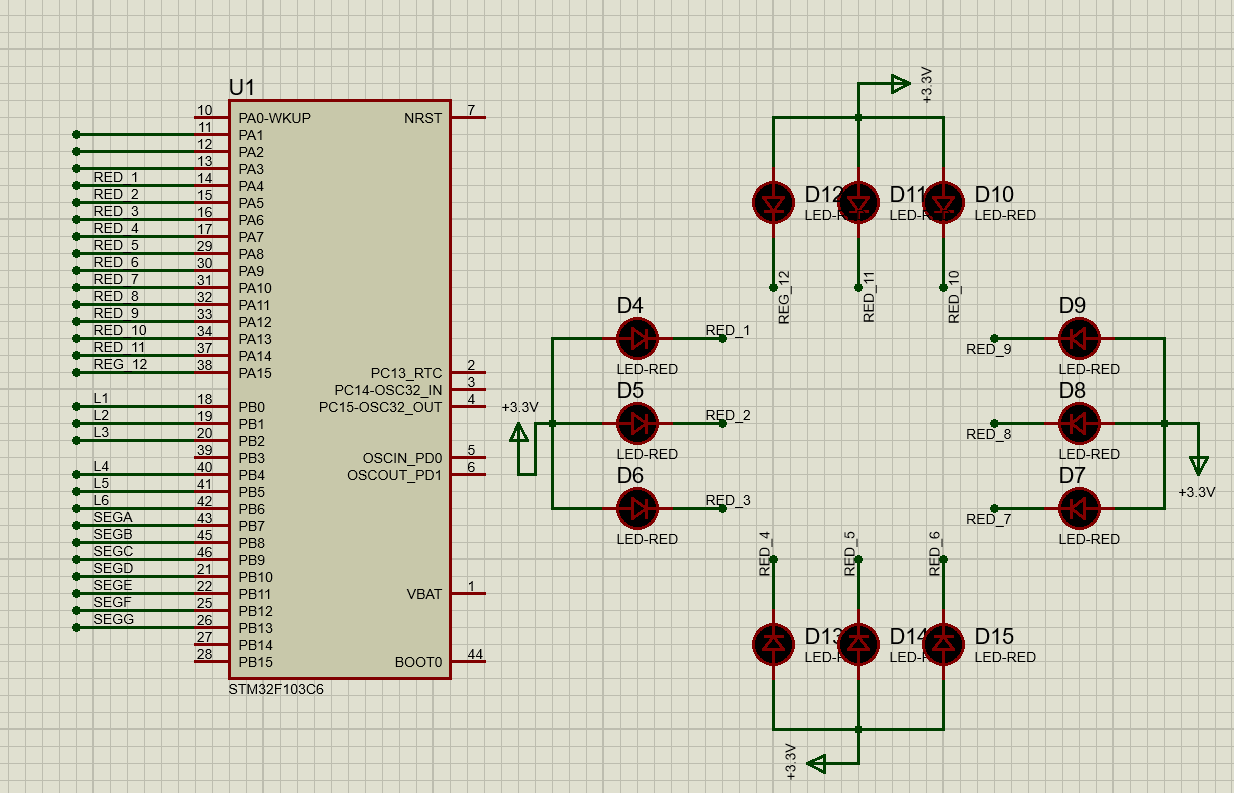 U1
10 PA0-WKUP
11 PA1
12 PA2
13 PA3
RED_1 14 PA4
RED_2 15 PA5
RED_3 16 PA6
RED_4 17 PA7
RED_5 29 PA8
RED_6 30 PA9
RED_7 31 PA10
RED_8 32 PA11
RED_9 33 PA12
RED_10 34 PA13
RED_11 37 PA14
REG_12 38 PA15
L1 18 PB0
L2 19 PB1
L3 20 PB2
39 PB3
L4 40 PB4
L5 41 PB5
L6 42 PB6
SEGA 43 PB7
SEGB 45 PB8
SEGC 46 PB9
SEGD 21 PB10
SEGE 22 PB11
SEGF 25 PB12
SEGG 26 PB13
27 PB14
28 PB15
NRST 7
PC13_RTC 2
PC14-OSC32_IN 3
PC15-OSC32_OUT 4
OSCIN_PD0 5
OSCOUT_PD1 6
VBAT 1
BOOT0 44
STM32F103C6
+3.3V
D12
D11
D10
LED-RED
REG_12
RED_11
RED_10
D4
RED_1
LED-RED
D5
+3.3V
RED_2
LED-RED
D6
RED_3
LED-RED
D9
RED_9
LED-RED
D8
RED_8
LED-RED
D7
RED_7
LED-RED
+3.3V
RED_4
RED_5
RED_6
D13
D14
D15
LED-RED
+3.3V